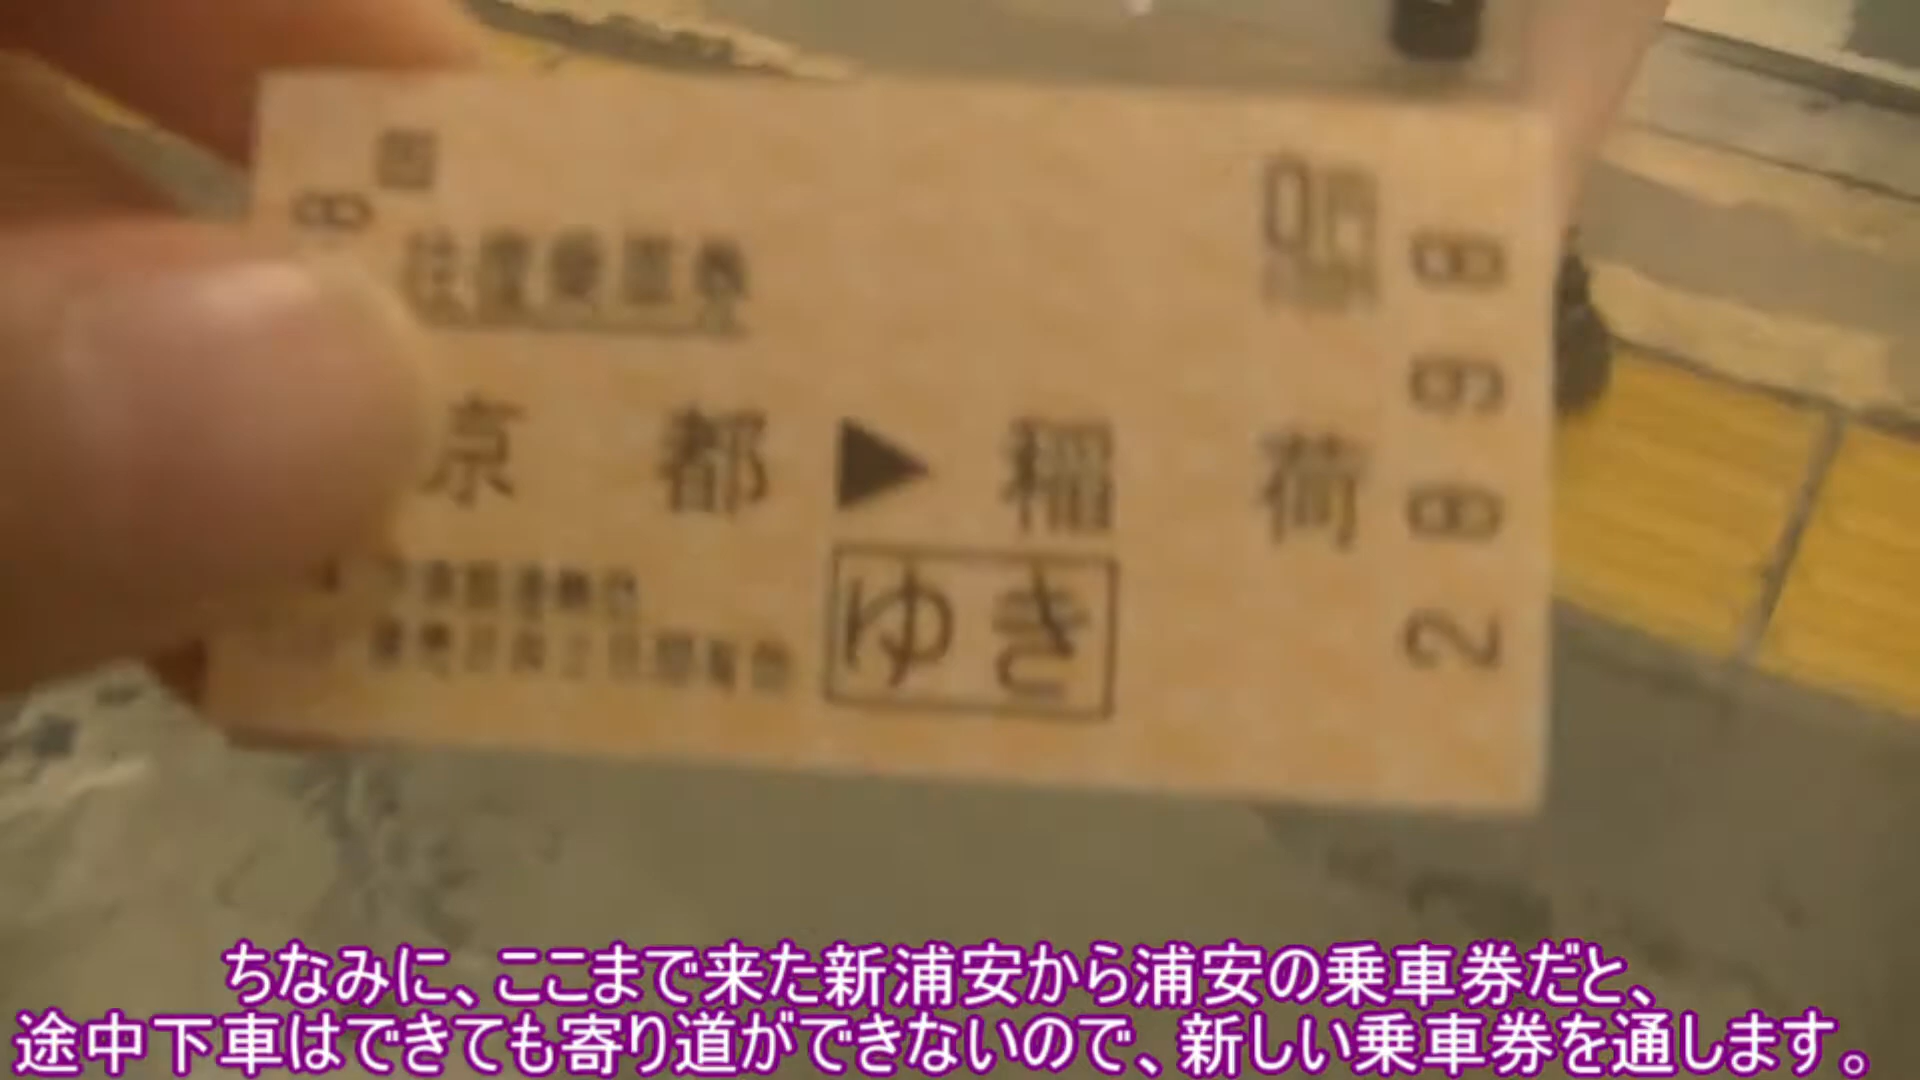 往復乗車券
京都▶稲荷
ゆき
2898
ちなみに、ここまで来た新浦安から浦安の乗車券だと、
途中下車はできても寄り道ができないので、新しい乗車券を通します。